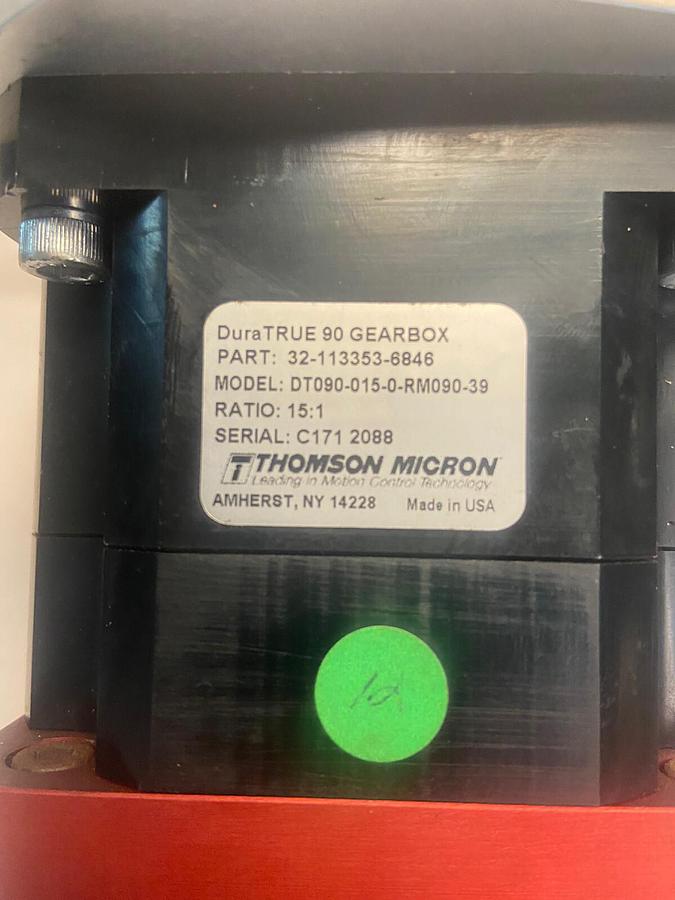 DuraTRUE 90 GEARBOX
PART: 32-113353-6846
MODEL: DT090-015-0-RM090-39
RATIO: 15:1
SERIAL: C171 2088
THOMSON MICRON
Leading in Motion Control Technology
AMHERST, NY 14228 Made in USA